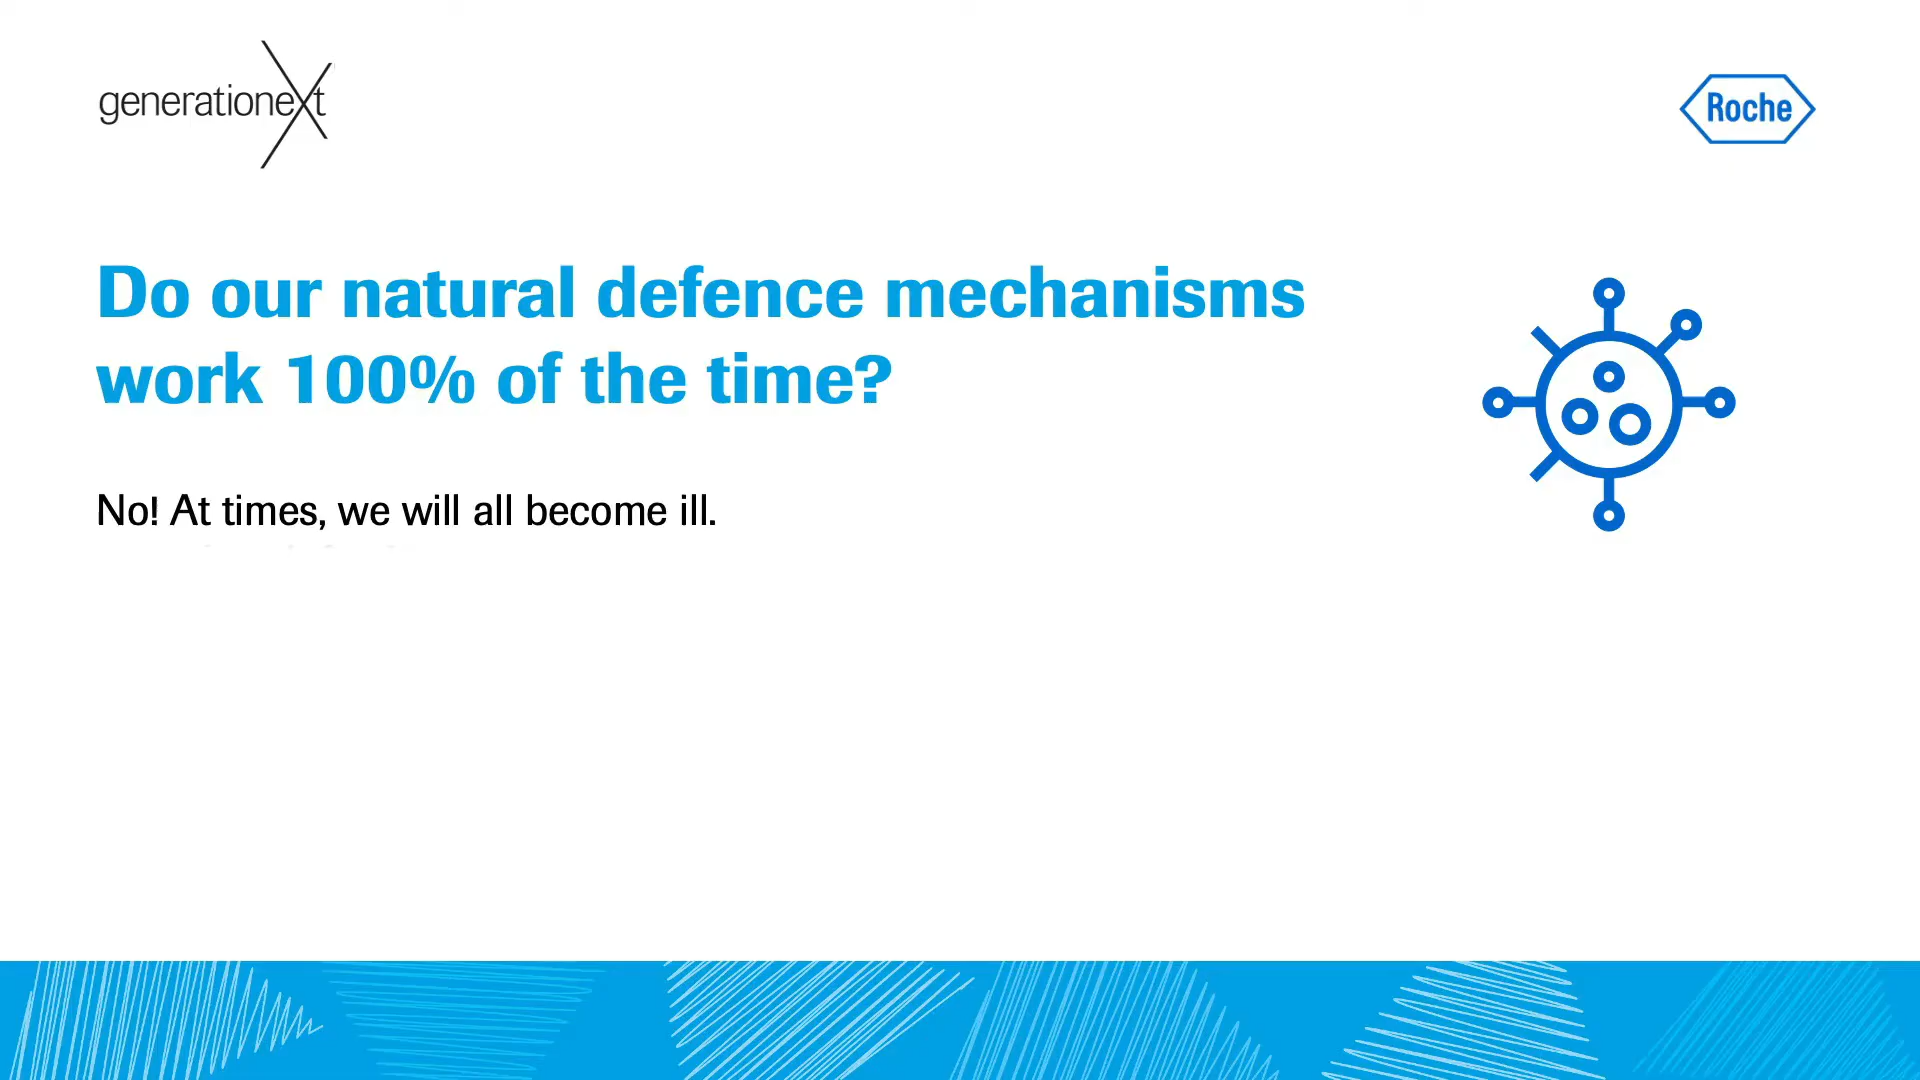 generationext
Roche
Do our natural defence mechanisms
work 100% of the time?
No! At times, we will all become ill.